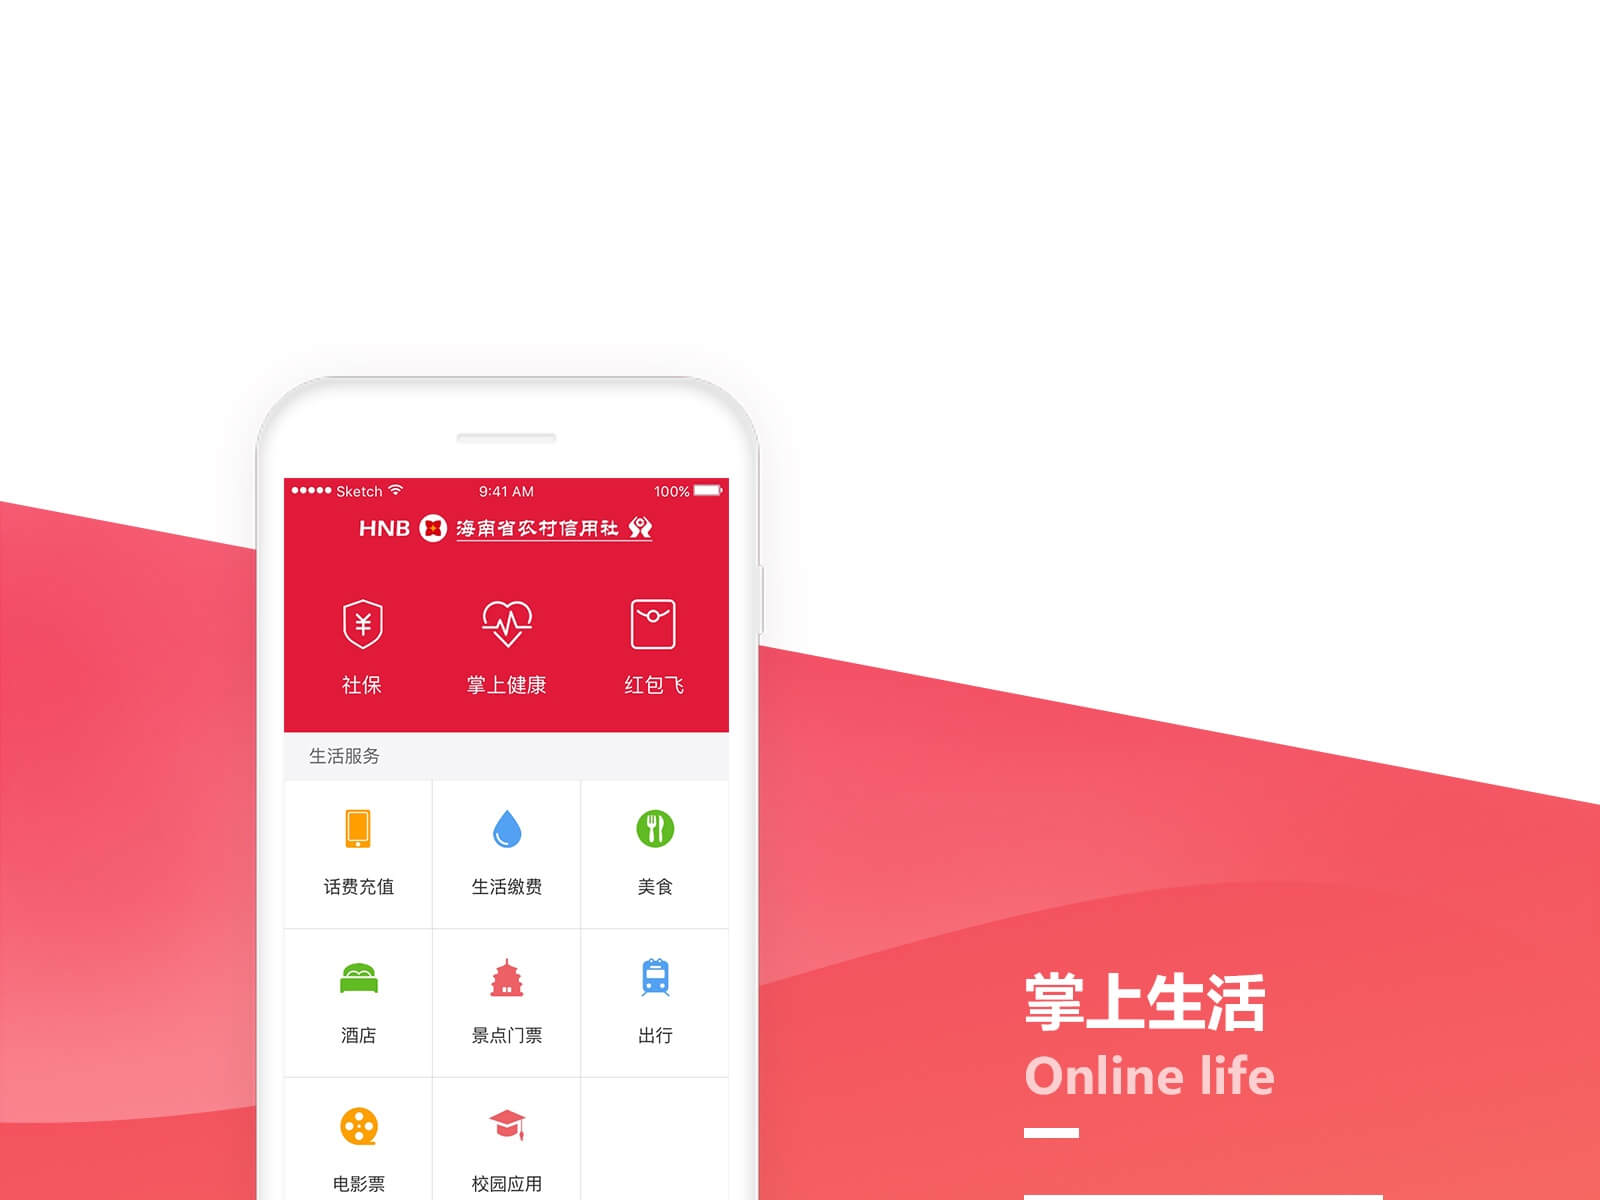 Sketch 9:41 AM 100%
HNB 海南省农村信用社
社保 掌上健康 红包飞
生活服务
话费充值 生活缴费 美食
酒店 景点门票 出行
电影票 校园应用
掌上生活
Online life